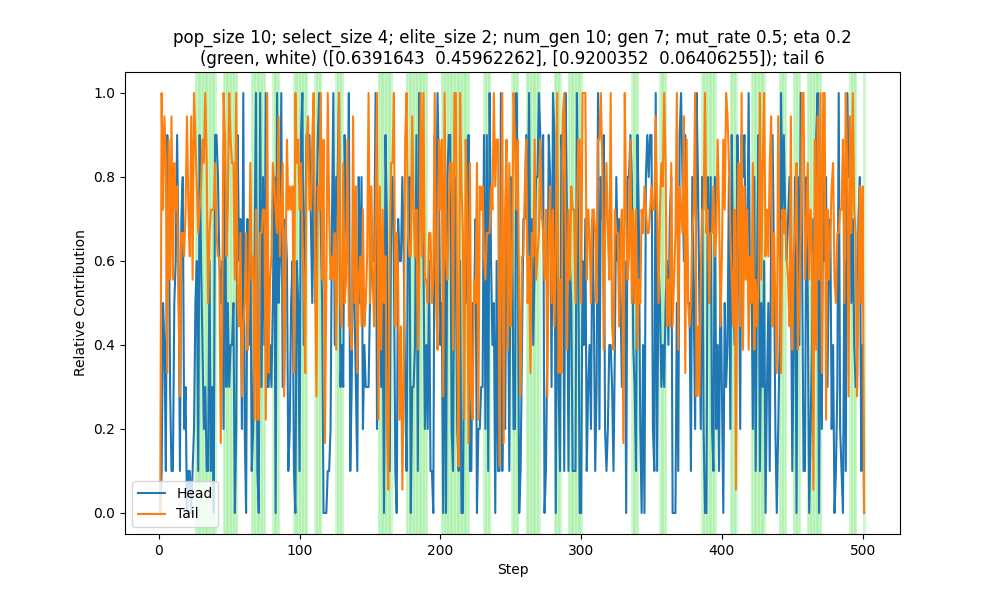 pop_size 10; select_size 4; elite_size 2; num_gen 10; gen 7; mut_rate 0.5; eta 0.2
(green, white) ([0.6391643  0.45962262], [0.9200352  0.06406255]); tail 6
1.0
0.8
0.6
0.4
0.2
0.0
Relative Contribution
Head
Tail
0
100
200
300
400
500
Step